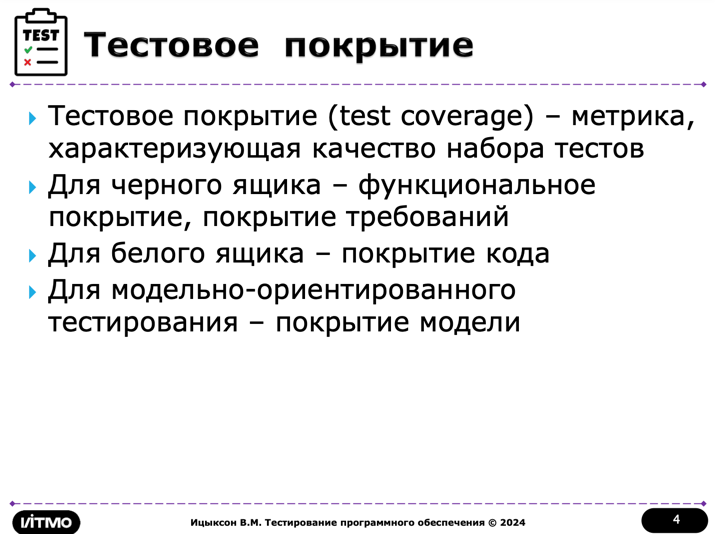 TEST
Тестовое покрытие
Тестовое покрытие (test coverage) – метрика,
характеризующая качество набора тестов
Для черного ящика – функциональное
покрытие, покрытие требований
Для белого ящика – покрытие кода
Для модельно-ориентированного
тестирования – покрытие модели
ИТМО
Ицыксон В.М. Тестирование программного обеспечения © 2024
4